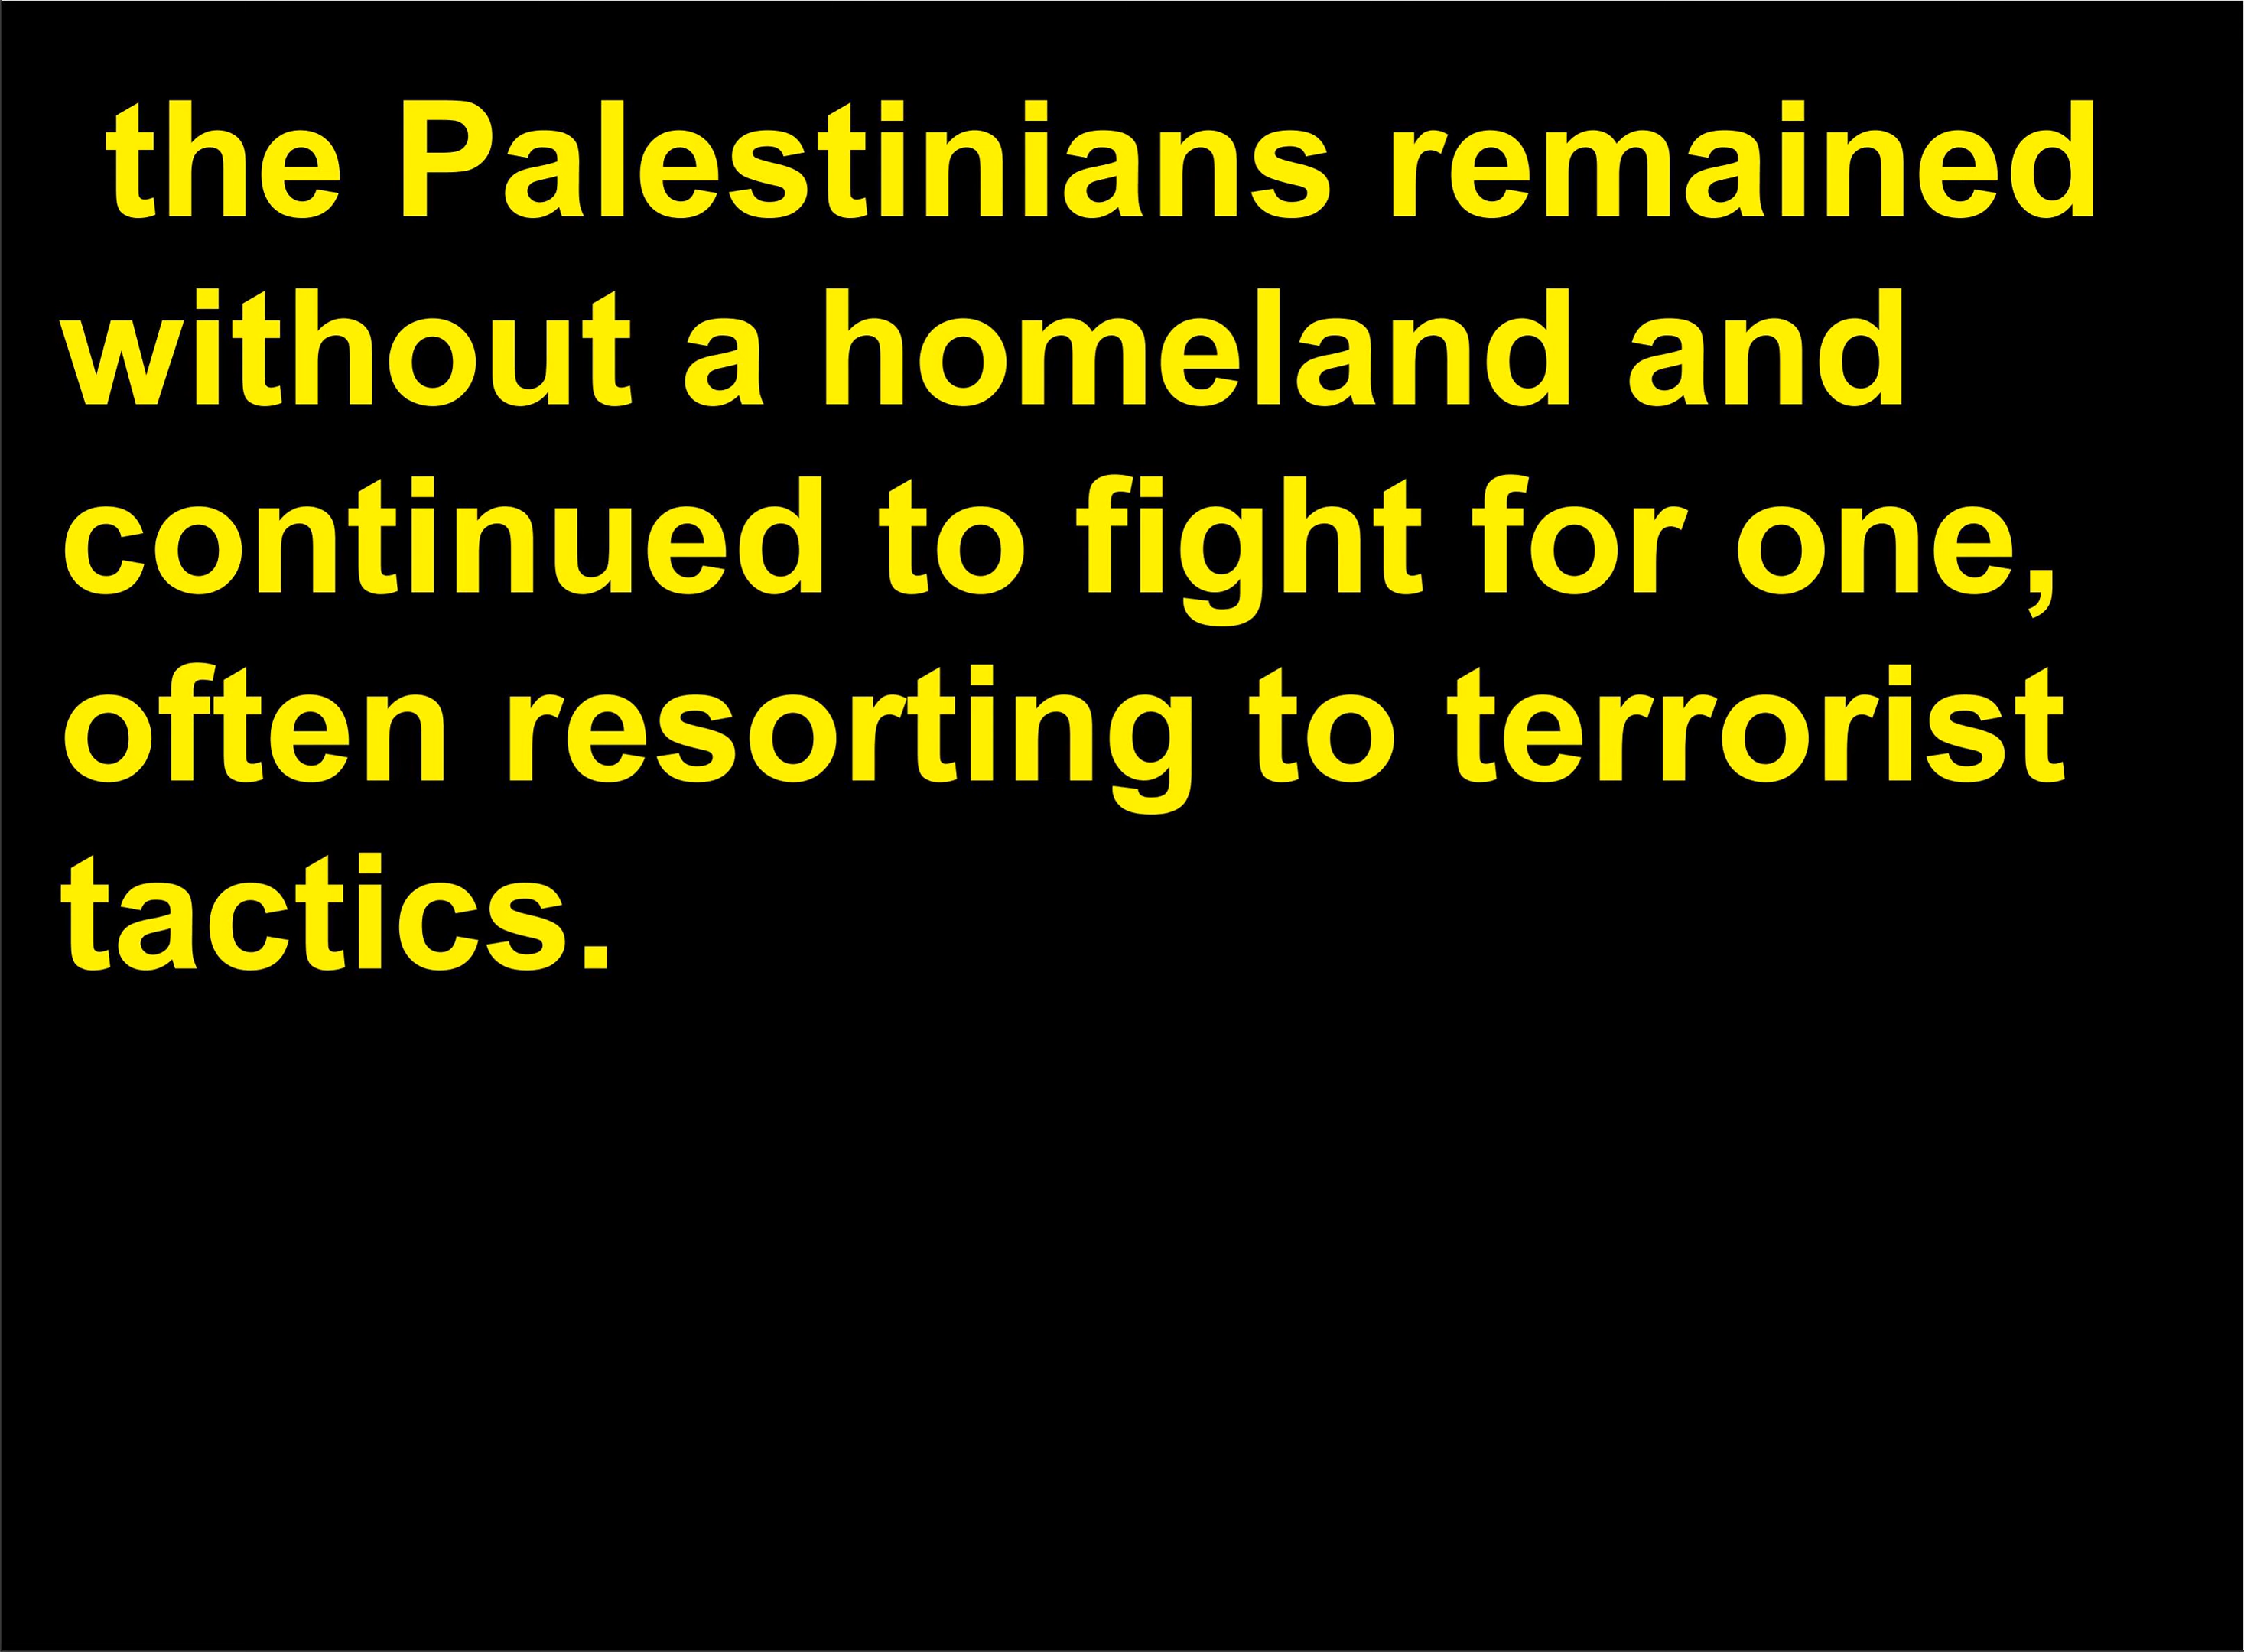 the Palestinians remained
without a homeland and
continued to fight for one,
often resorting to terrorist
tactics.